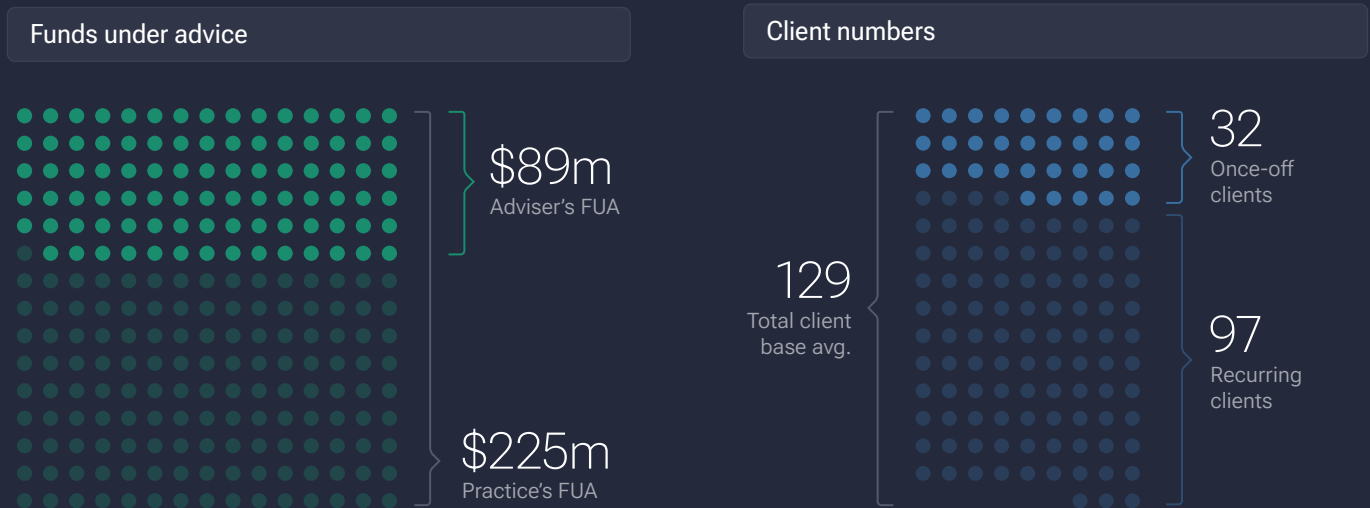 Funds under advice
$89m
Adviser's FUA
$225m
Practice's FUA
Client numbers
129
Total client
base avg.
32
Once-off
clients
97
Recurring
clients